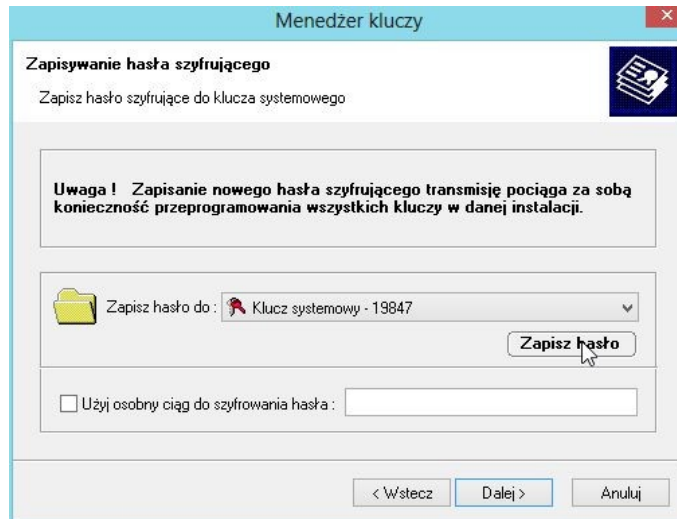 Menedżer kluczy
Zapisywanie hasła szyfrującego
Zapisz hasło szyfrujące do klucza systemowego
Uwaga ! Zapisanie nowego hasła szyfrującego transmisję pociąga za sobą
konieczność przeprogramowania wszystkich kluczy w danej instalacji.
Zapisz hasło do : Klucz systemowy - 19847
Zapisz hasło
Użyj osobny ciąg do szyfrowania hasła :
< Wstecz Dalej > Anuluj